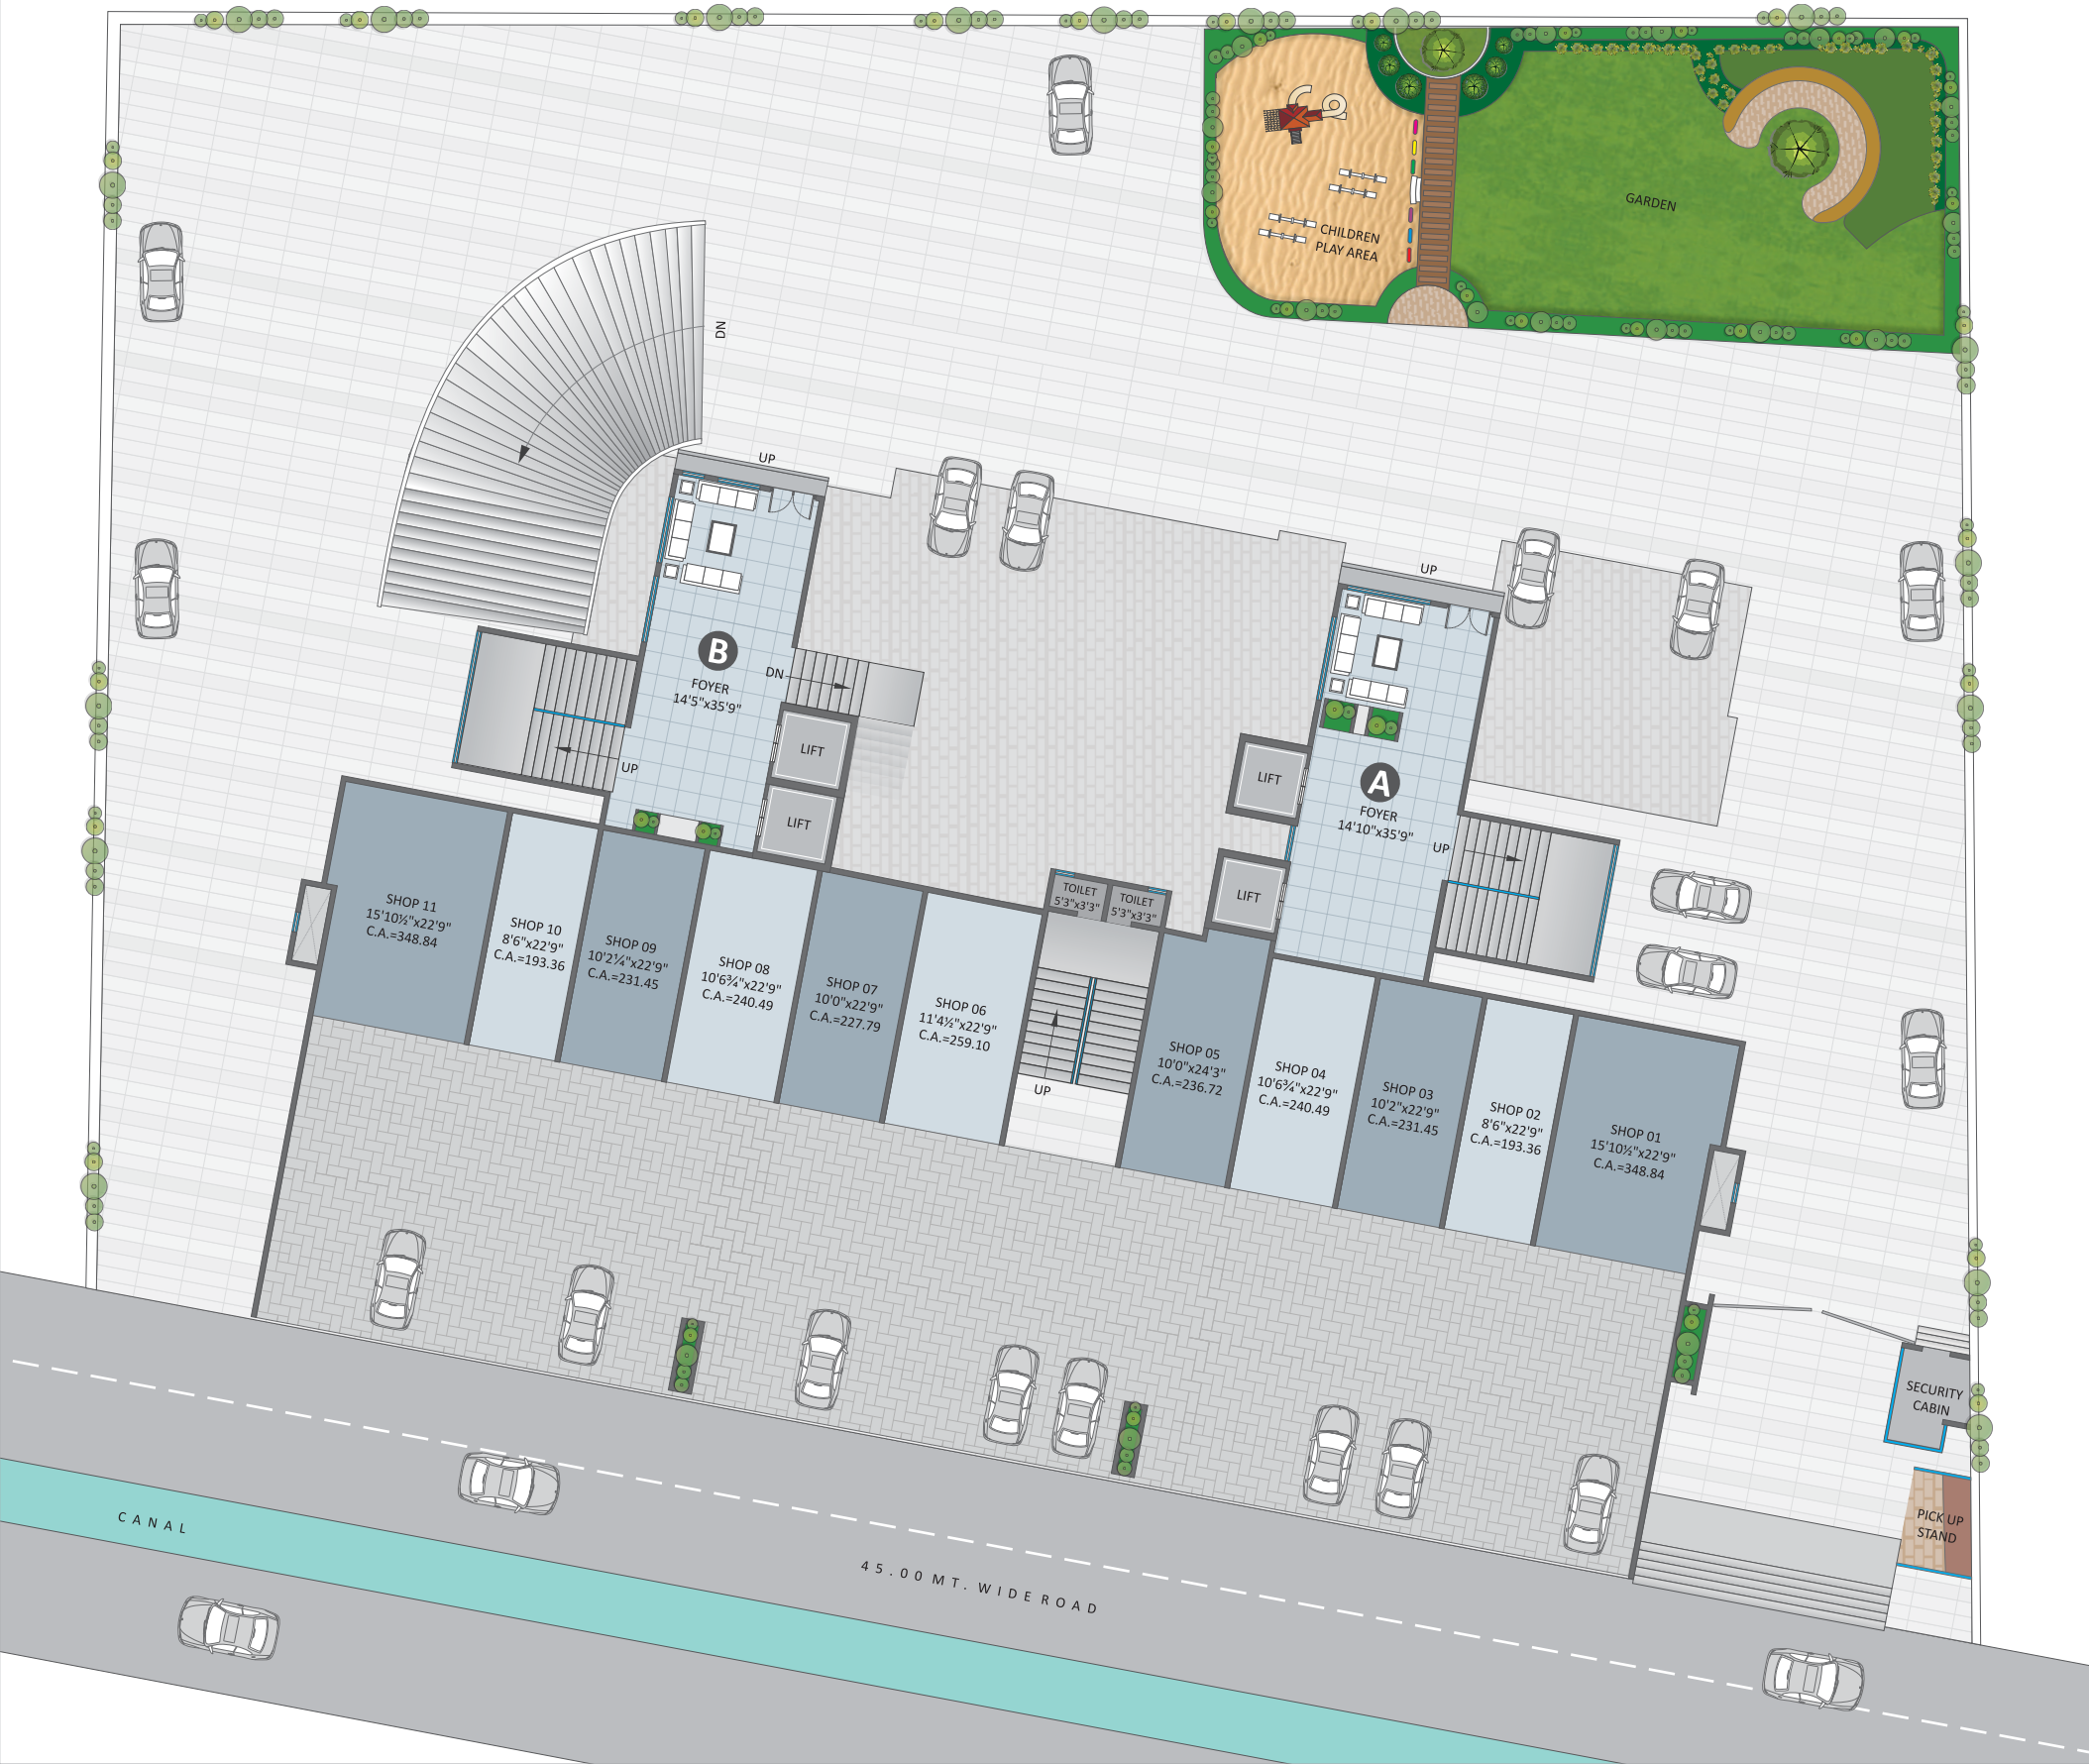 GARDEN
CHILDREN
PLAY AREA
DN
UP
B
FOYER
14'5"x35'9"
DN
LIFT
LIFT
UP
UP
A
FOYER
14'10"x35'9"
LIFT
LIFT
UP
TOILET
5'3"x3'3"
TOILET
5'3"x3'3"
SHOP 11
15'10½"x22'9"
C.A.=348.84
SHOP 10
8'6"x22'9"
C.A.=193.36
SHOP 09
10'2¼"x22'9"
C.A.=231.45
SHOP 08
10'6¾"x22'9"
C.A.=240.49
SHOP 07
10'0"x22'9"
C.A.=227.79
SHOP 06
11'4½"x22'9"
C.A.=259.10
UP
SHOP 05
10'0"x24'3"
C.A.=236.72
SHOP 04
10'6¾"x22'9"
C.A.=240.49
SHOP 03
10'2"x22'9"
C.A.=231.45
SHOP 02
8'6"x22'9"
C.A.=193.36
SHOP 01
15'10½"x22'9"
C.A.=348.84
SECURITY
CABIN
PICK UP
STAND
CANAL
45.00 MT. WIDE ROAD